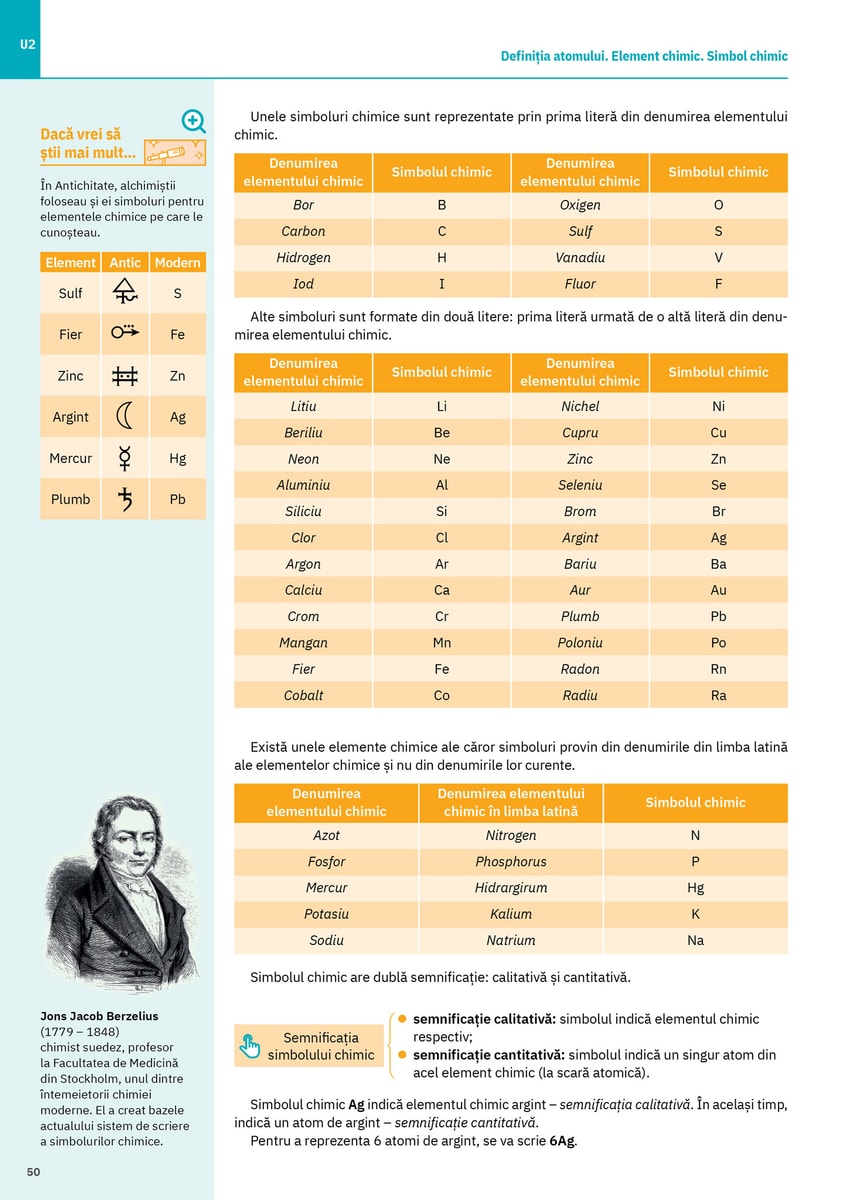 U2
Definiția atomului. Element chimic. Simbol chimic
Dacă vrei să
știi mai mult...
În Antichitate, alchimiștii
foloseau și ei simboluri pentru
elementele chimice pe care le
cunoșteau.
Element Antic Modern
Sulf S
Fier Fe
Zinc Zn
Argint Ag
Mercur Hg
Plumb Pb
Jons Jacob Berzelius
(1779 – 1848)
chimist suedez, profesor
la Facultatea de Medicină
din Stockholm, unul dintre
întemeietorii chimiei
moderne. El a creat bazele
actualului sistem de scriere
a simbolurilor chimice.
Unele simboluri chimice sunt reprezentate prin prima literă din denumirea elementului
chimic.
Denumirea elementului chimic Simbolul chimic Denumirea elementului chimic Simbolul chimic
Bor B Oxigen O
Carbon C Sulf S
Hidrogen H Vanadiu V
Iod I Fluor F
Alte simboluri sunt formate din două litere: prima literă urmată de o altă literă din denu-
mirea elementului chimic.
Denumirea elementului chimic Simbolul chimic Denumirea elementului chimic Simbolul chimic
Litiu Li Nichel Ni
Beriliu Be Cupru Cu
Neon Ne Zinc Zn
Aluminiu Al Seleniu Se
Siliciu Si Brom Br
Clor Cl Argint Ag
Argon Ar Bariu Ba
Calciu Ca Aur Au
Crom Cr Plumb Pb
Mangan Mn Poloniu Po
Fier Fe Radon Rn
Cobalt Co Radiu Ra
Există unele elemente chimice ale căror simboluri provin din denumirile din limba latină
ale elementelor chimice și nu din denumirile lor curente.
Denumirea elementului chimic Denumirea elementului chimic în limba latină Simbolul chimic
Azot Nitrogen N
Fosfor Phosphorus P
Mercur Hidrargirum Hg
Potasiu Kalium K
Sodiu Natrium Na
Simbolul chimic are dublă semnificație: calitativă și cantitativă.
Semnificația
simbolului chimic
semnificație calitativă: simbolul indică elementul chimic
respectiv;
semnificație cantitativă: simbolul indică un singur atom din
acel element chimic (la scară atomică).
Simbolul chimic Ag indică elementul chimic argint – semnificația calitativă. În același timp,
indică un atom de argint – semnificație cantitativă.
Pentru a reprezenta 6 atomi de argint, se va scrie 6Ag.
50